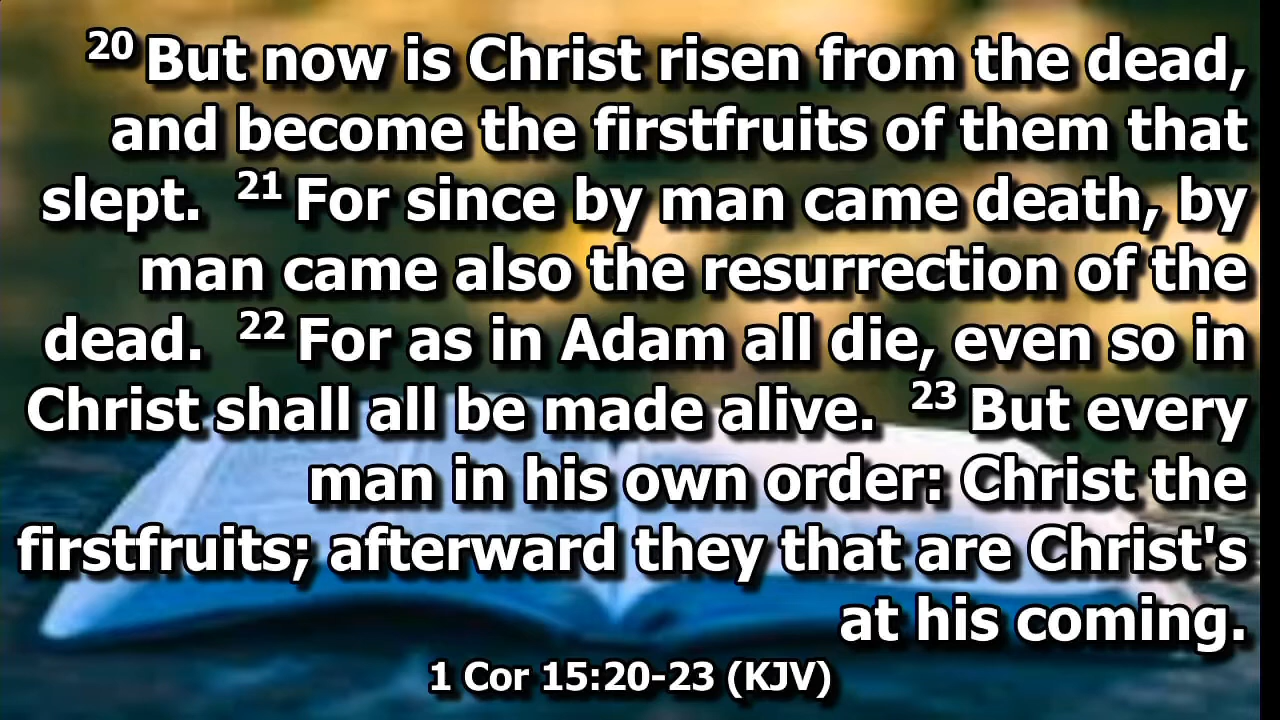 20 But now is Christ risen from the dead,
and become the firstfruits of them that
slept. 21 For since by man came death, by
man came also the resurrection of the
dead. 22 For as in Adam all die, even so in
Christ shall all be made alive. 23 But every
man in his own order: Christ the
firstfruits; afterward they that are Christ's
at his coming.
1 Cor 15:20-23 (KJV)